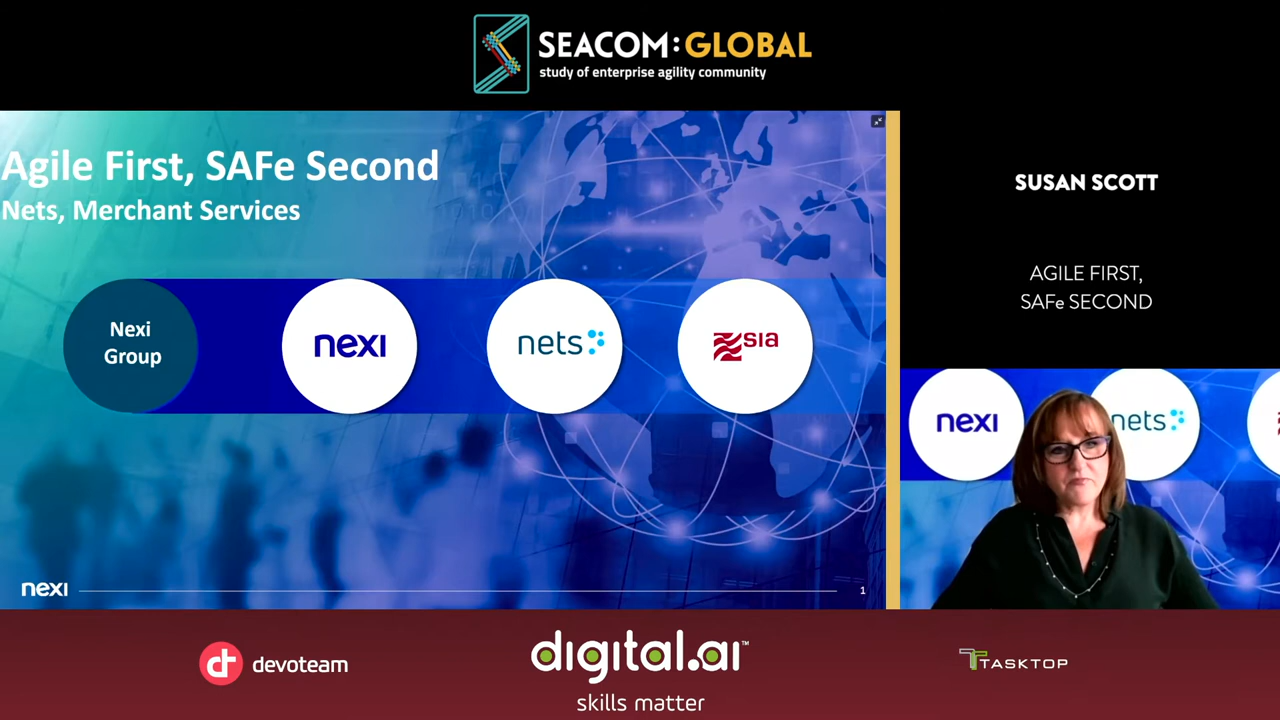 SEACOM:GLOBAL
study of enterprise agility community
Agile First, SAFe Second
Nets, Merchant Services
Nexi
Group
nexi
nets
sia
nexi
1
SUSAN SCOTT
AGILE FIRST,
SAFe SECOND
nexi
nets
devoteam
digital.ai™
skills matter
TASKTOP